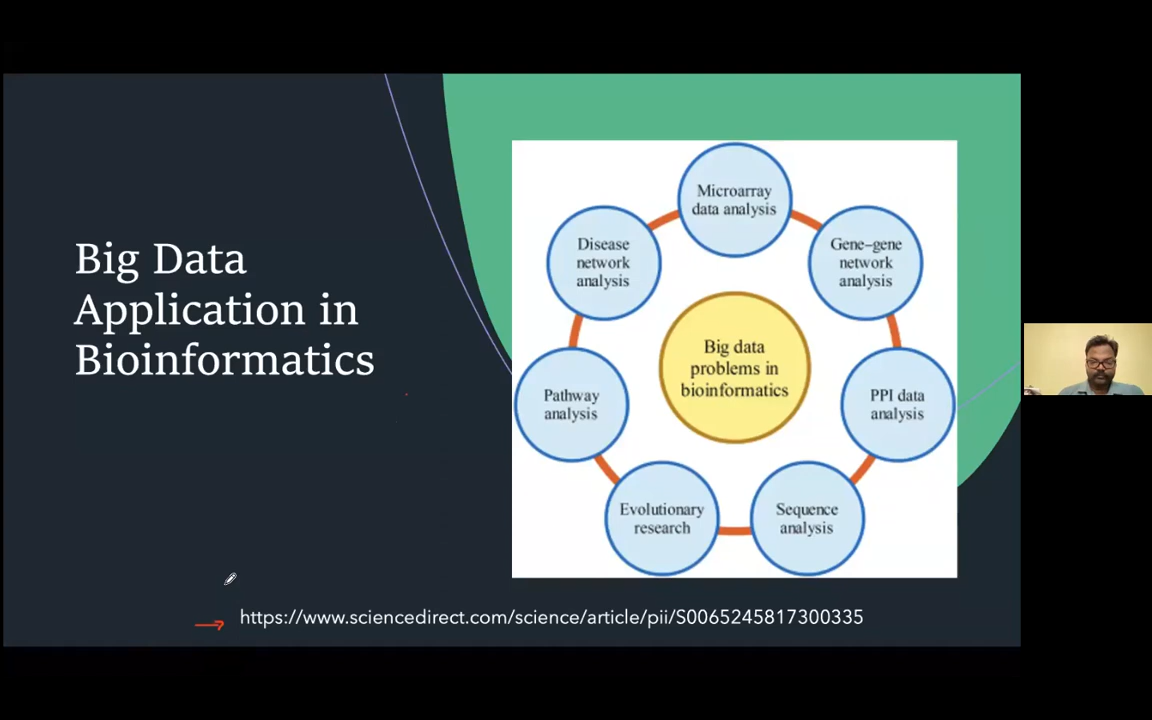 Big Data
Application in
Bioinformatics
Microarray
data analysis
Disease
network
analysis
Gene–gene
network
analysis
Big data
problems in
bioinformatics
Pathway
analysis
PPI data
analysis
Evolutionary
research
Sequence
analysis
https://www.sciencedirect.com/science/article/pii/S0065245817300335